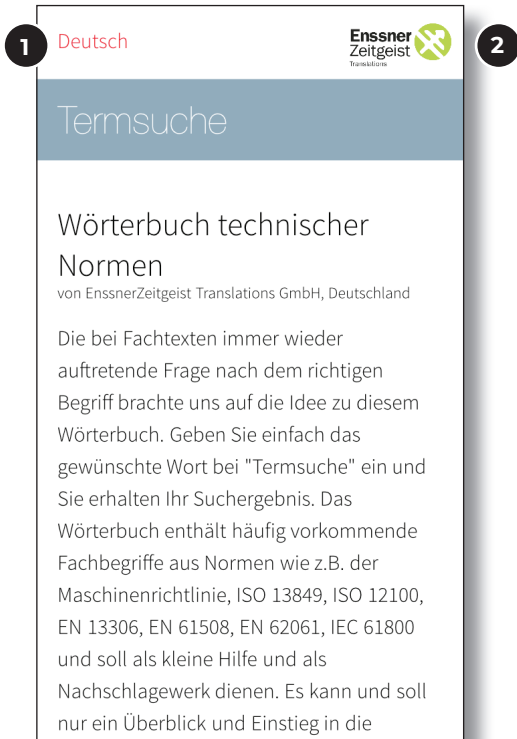 1
Deutsch
Enssner
Zeitgeist
Translations
2
Termsuche
Wörterbuch technischer
Normen
von EnssnerZeitgeist Translations GmbH, Deutschland
Die bei Fachtexten immer wieder
auftretende Frage nach dem richtigen
Begriff brachte uns auf die Idee zu diesem
Wörterbuch. Geben Sie einfach das
gewünschte Wort bei "Termsuche" ein und
Sie erhalten Ihr Suchergebnis. Das
Wörterbuch enthält häufig vorkommende
Fachbegriffe aus Normen wie z.B. der
Maschinenrichtlinie, ISO 13849, ISO 12100,
EN 13306, EN 61508, EN 62061, IEC 61800
und soll als kleine Hilfe und als
Nachschlagewerk dienen. Es kann und soll
nur ein Überblick und Einstieg in die